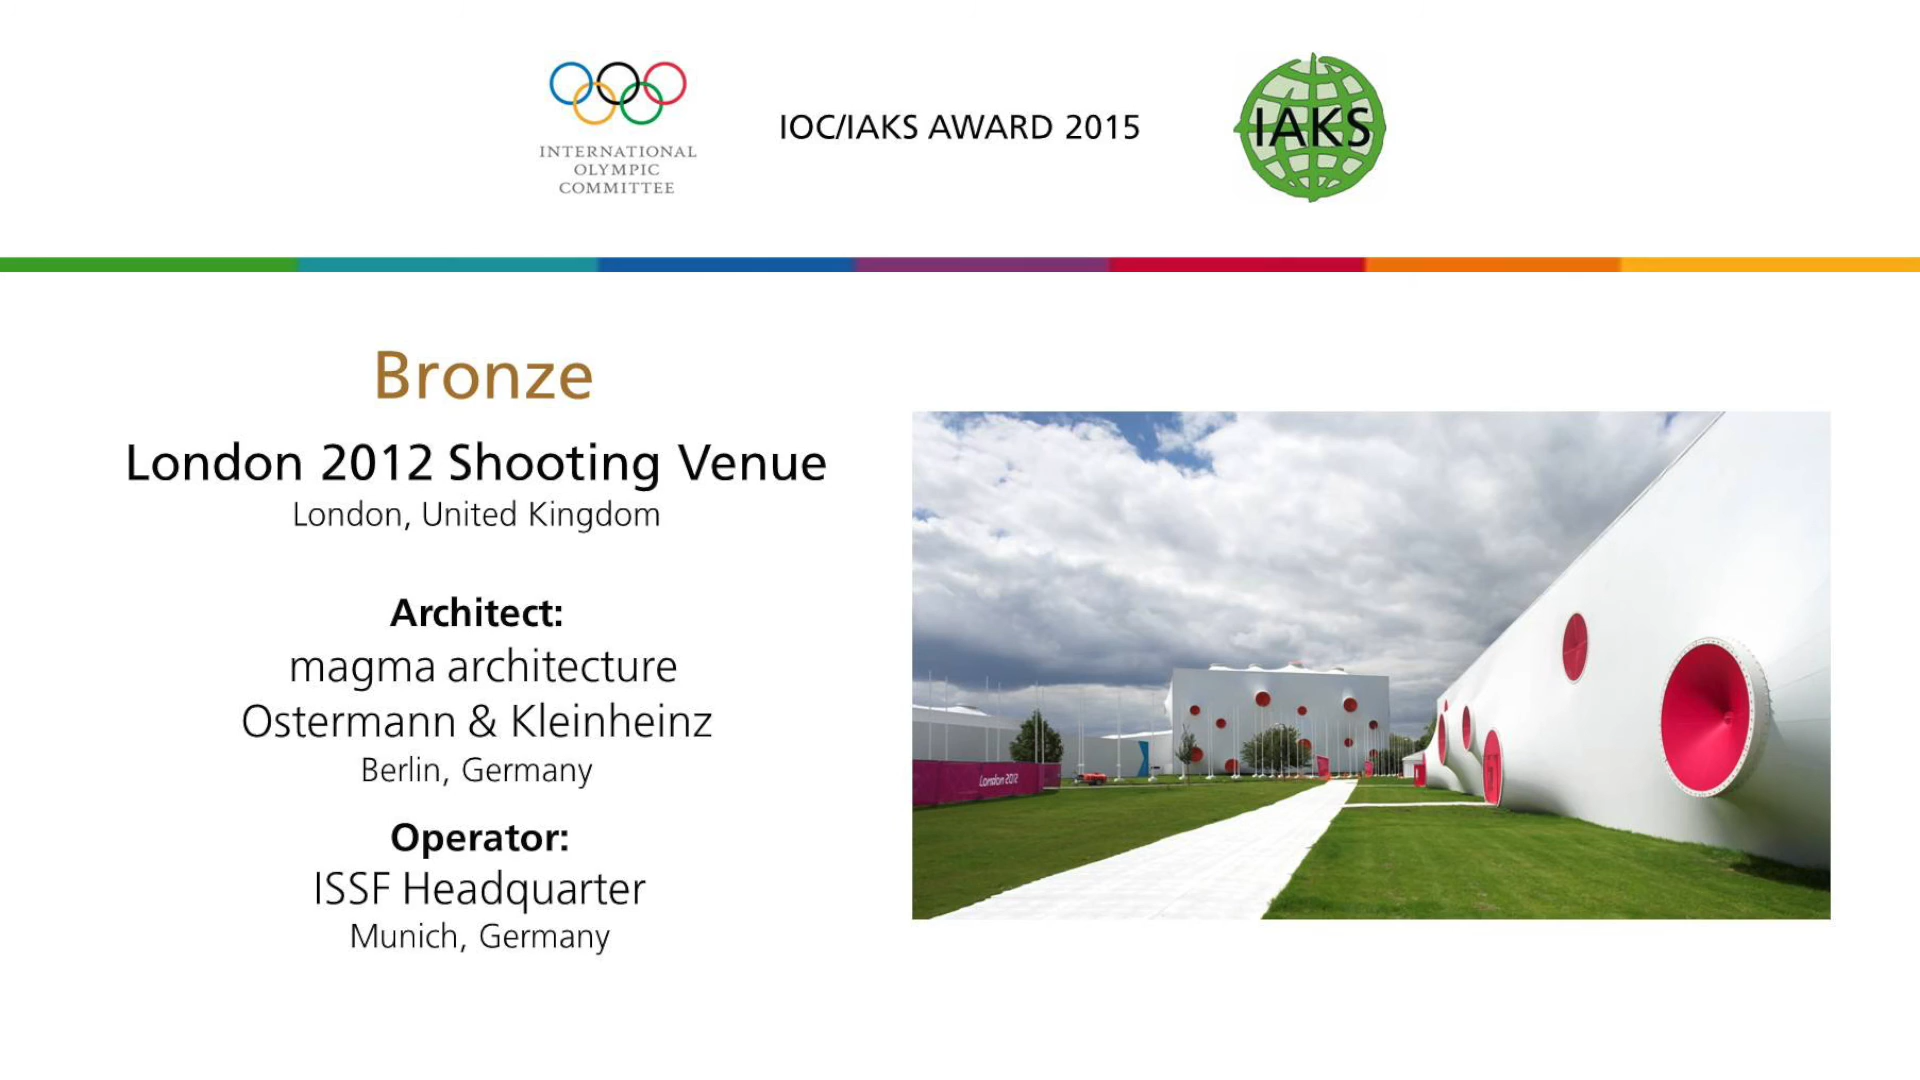 INTERNATIONAL
OLYMPIC
COMMITTEE
IOC/IAKS AWARD 2015
IAKS
Bronze
London 2012 Shooting Venue
London, United Kingdom
Architect:
magma architecture
Ostermann & Kleinheinz
Berlin, Germany
Operator:
ISSF Headquarter
Munich, Germany
London 2012